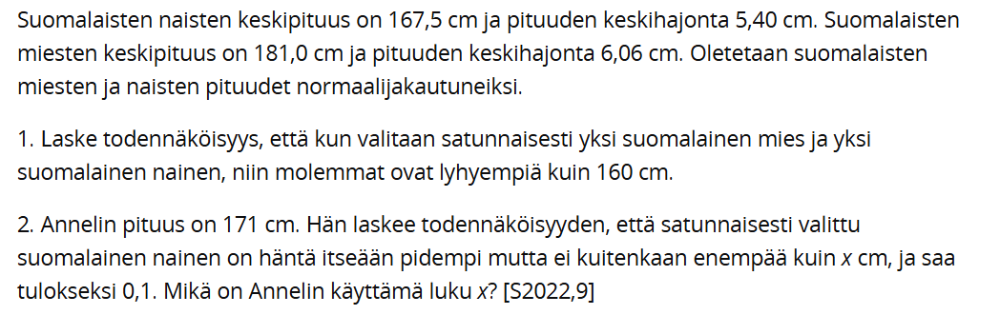 Suomalaisten naisten keskipituus on 167,5 cm ja pituuden keskihajonta 5,40 cm. Suomalaisten
miesten keskipituus on 181,0 cm ja pituuden keskihajonta 6,06 cm. Oletetaan suomalaisten
miesten ja naisten pituudet normaalijakautuneiksi.
1. Laske todennäköisyys, että kun valitaan satunnaisesti yksi suomalainen mies ja yksi
suomalainen nainen, niin molemmat ovat lyhyempiä kuin 160 cm.
2. Annelin pituus on 171 cm. Hän laskee todennäköisyyden, että satunnaisesti valittu
suomalainen nainen on häntä itseään pidempi mutta ei kuitenkaan enempää kuin x cm, ja saa
tulokseksi 0,1. Mikä on Annelin käyttämä luku x? [S2022,9]